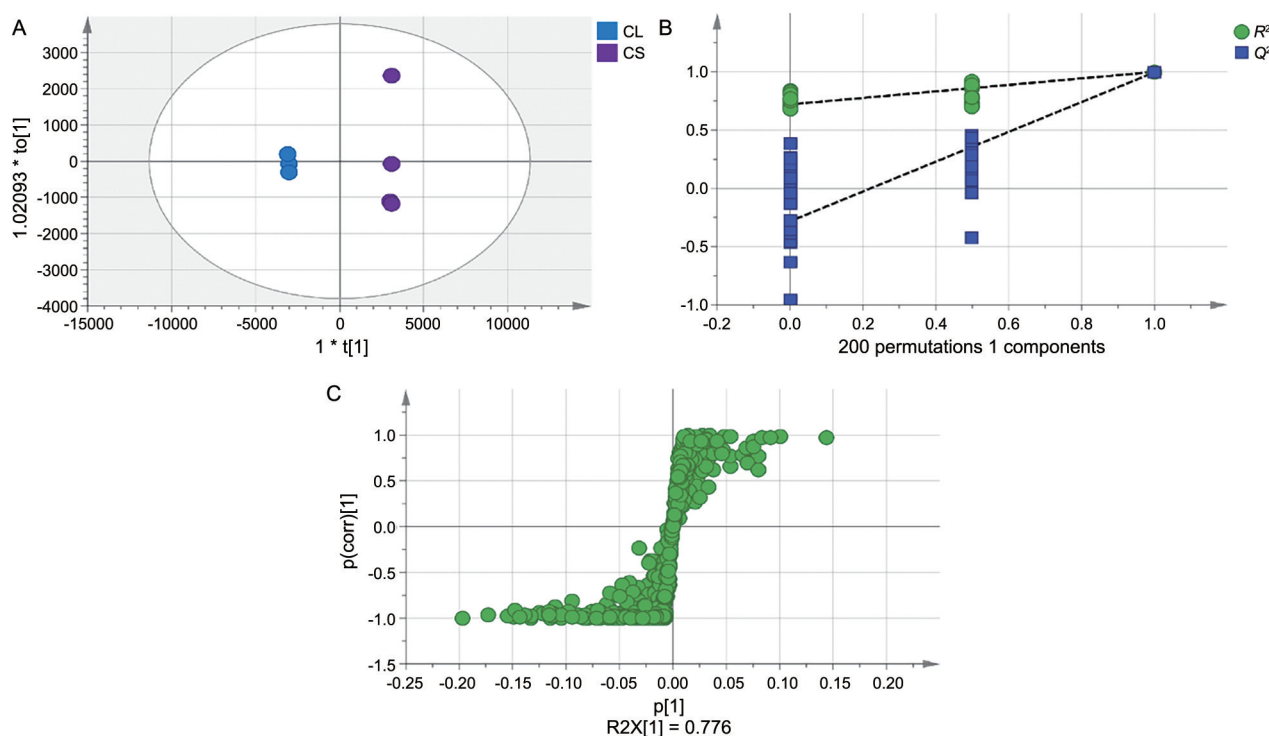 A
CL
CS
3000
2000
1000
0
-1000
-2000
-3000
-4000
1.02093 * to[1]
-15000 -10000 -5000 0 5000 10000
1 * t[1]
B
R²
Q²
1.0
0.5
0.0
-0.5
-1.0
-0.2 0.0 0.2 0.4 0.6 0.8 1.0
200 permutations 1 components
C
1.0
0.5
0.0
-0.5
-1.0
-1.5
p(corr)[1]
-0.25 -0.20 -0.15 -0.10 -0.05 0.00 0.05 0.10 0.15 0.20
p[1]
R2X[1] = 0.776